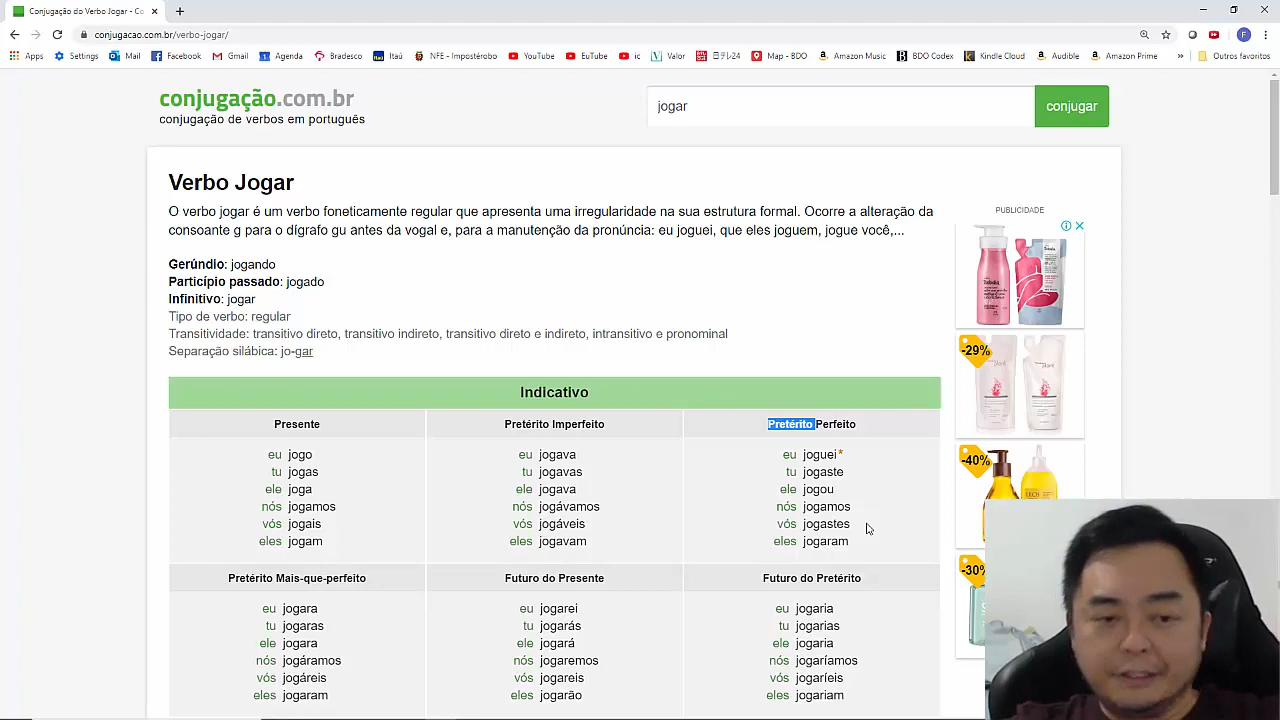 Conjugação do Verbo Jogar - Co
conjugacao.com.br/verbo-jogar/
F
Apps
Settings
Mail
Facebook
Gmail
Agenda
Bradesco
Itaú
NFE - Impostérobo
YouTube
EuTube
ic
Valor
Map - BDO
Amazon Music
BDO Codex
Kindle Cloud
Audible
Amazon Prime
»
Outros favoritos
conjugação.com.br
conjugação de verbos em português
jogar
conjugar
Verbo Jogar
O verbo jogar é um verbo foneticamente regular que apresenta uma irregularidade na sua estrutura formal. Ocorre a alteração da
consoante g para o dígrafo gu antes da vogal e, para a manutenção da pronúncia: eu joguei, que eles joguem, jogue você,...
Gerúndio: jogando
Particípio passado: jogado
Infinitivo: jogar
Tipo de verbo: regular
Transitividade: transitivo direto, transitivo indireto, transitivo direto e indireto, intransitivo e pronominal
Separação silábica: jo-gar
Indicativo
Presente
eu jogo
tu jogas
ele joga
nós jogamos
vós jogais
eles jogam
Pretérito Imperfeito
eu jogava
tu jogavas
ele jogava
nós jogávamos
vós jogáveis
eles jogavam
Pretérito Perfeito
eu joguei*
tu jogaste
ele jogou
nós jogamos
vós jogastes
eles jogaram
Pretérito Mais-que-perfeito
eu jogara
tu jogaras
ele jogara
nós jogáramos
vós jogáreis
eles jogaram
Futuro do Presente
eu jogarei
tu jogarás
ele jogará
nós jogaremos
vós jogareis
eles jogarão
Futuro do Pretérito
eu jogaria
tu jogarias
ele jogaria
nós jogaríamos
vós jogaríeis
eles jogariam
PUBLICIDADE
-29%
-40%
-30%